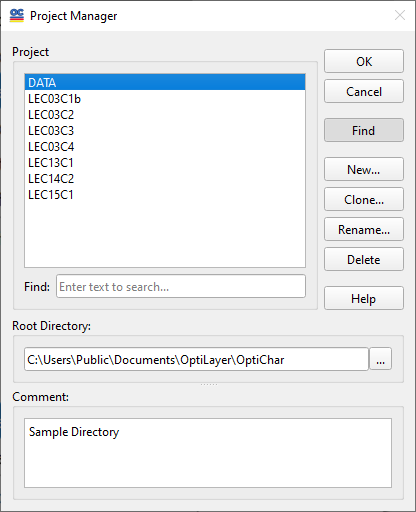 OC Project Manager
Project
DATA
LEC03C1b
LEC03C2
LEC03C3
LEC03C4
LEC13C1
LEC14C2
LEC15C1
Find: Enter text to search...
OK
Cancel
Find
New...
Clone...
Rename...
Delete
Help
Root Directory:
C:\Users\Public\Documents\OptiLayer\OptiChar ...
Comment:
Sample Directory